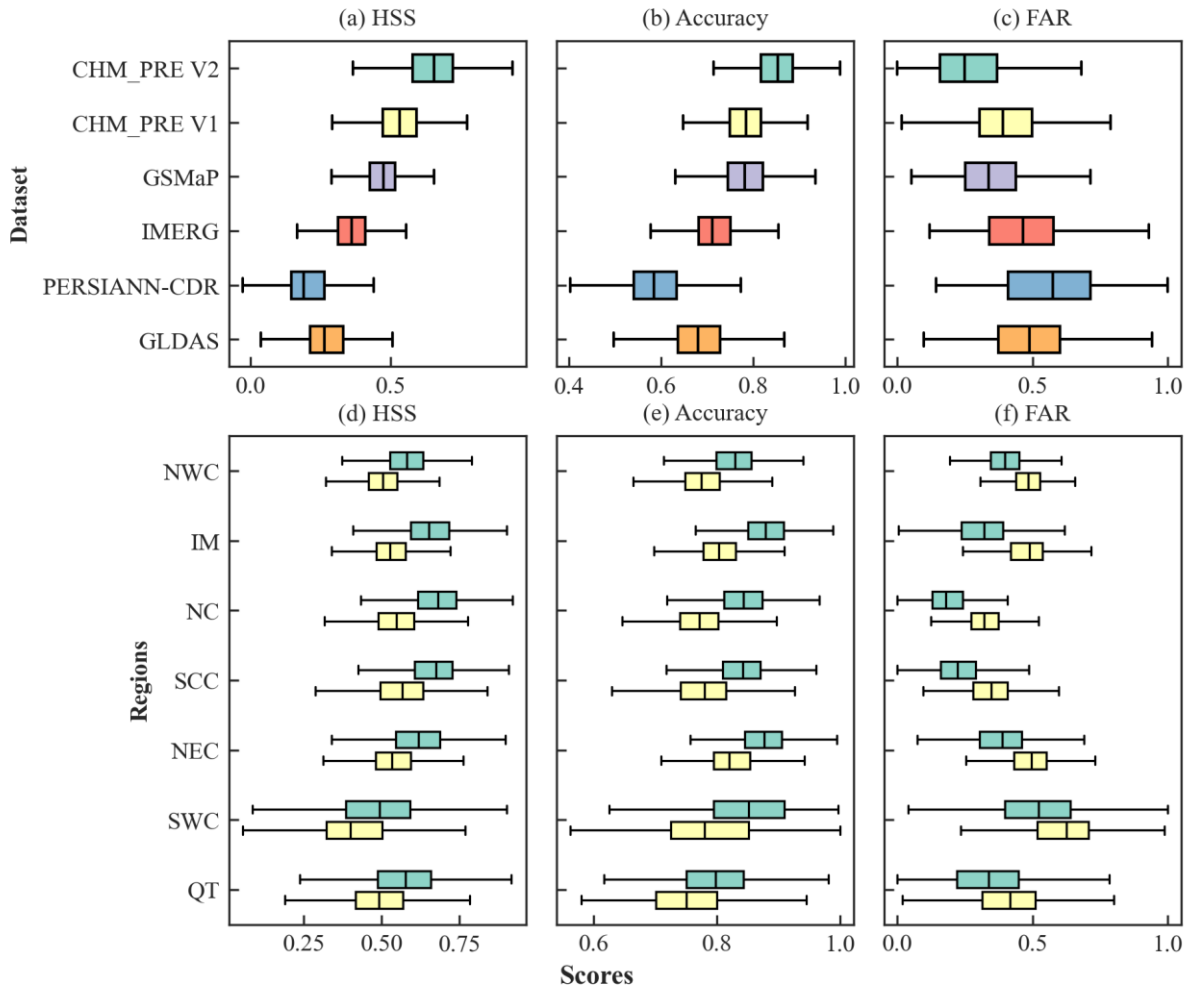 (a) HSS
(b) Accuracy
(c) FAR
Dataset
CHM_PRE V2
CHM_PRE V1
GSMaP
IMERG
PERSIANN-CDR
GLDAS
0.0 0.5
0.4 0.6 0.8 1.0
0.0 0.5 1.0
(d) HSS
(e) Accuracy
(f) FAR
Regions
NWC
IM
NC
SCC
NEC
SWC
QT
0.25 0.50 0.75
0.6 0.8 1.0
0.0 0.5 1.0
Scores